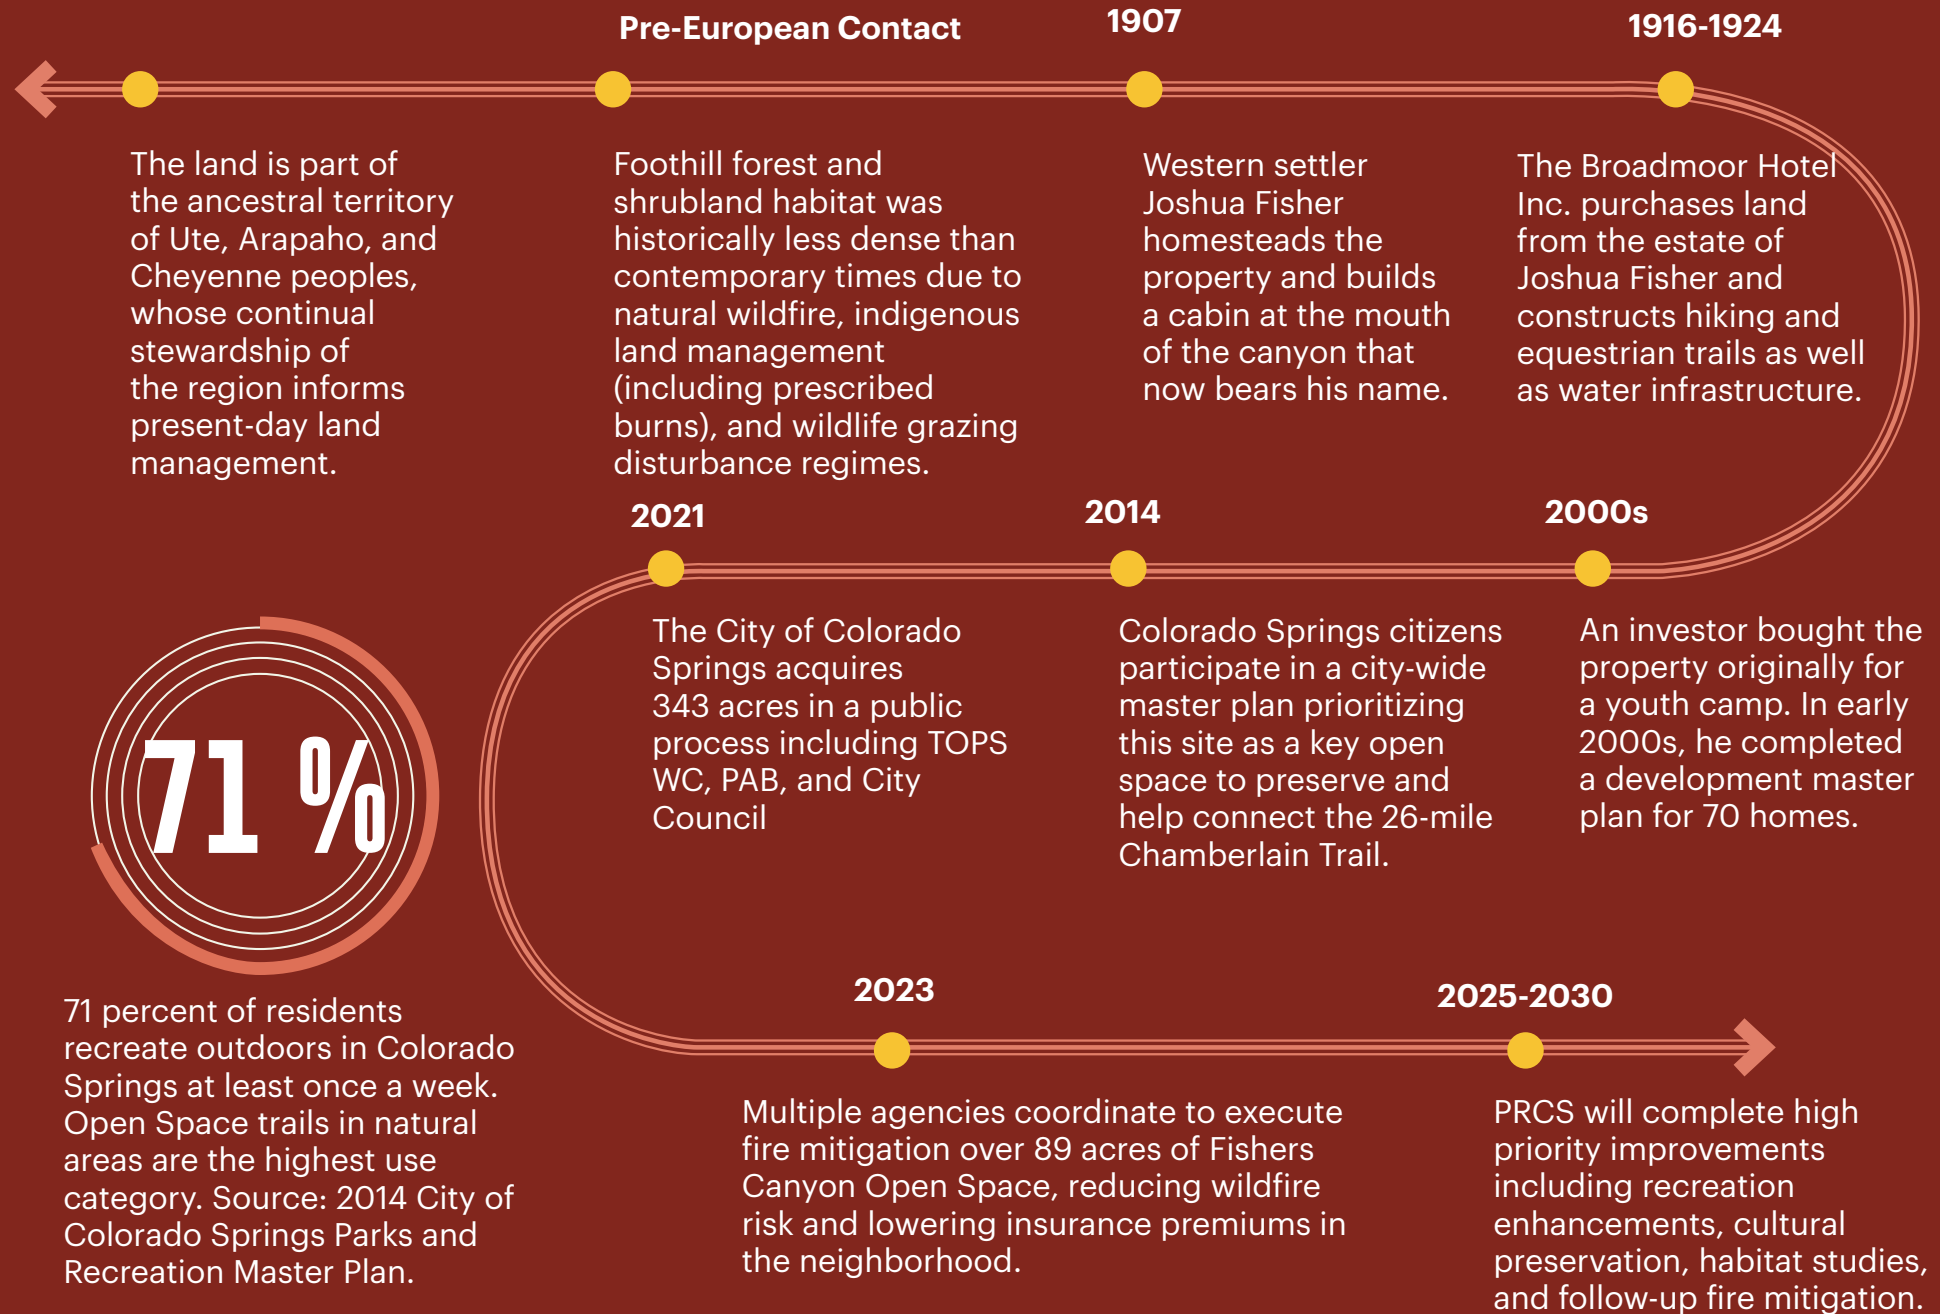 The land is part of
the ancestral territory
of Ute, Arapaho, and
Cheyenne peoples,
whose continual
stewardship of
the region informs
present-day land
management.
Pre-European Contact
Foothill forest and
shrubland habitat was
historically less dense than
contemporary times due to
natural wildfire, indigenous
land management
(including prescribed
burns), and wildlife grazing
disturbance regimes.
1907
Western settler
Joshua Fisher
homesteads the
property and builds
a cabin at the mouth
of the canyon that
now bears his name.
1916-1924
The Broadmoor Hotel
Inc. purchases land
from the estate of
Joshua Fisher and
constructs hiking and
equestrian trails as well
as water infrastructure.
2000s
An investor bought the
property originally for
a youth camp. In early
2000s, he completed
a development master
plan for 70 homes.
2014
Colorado Springs citizens
participate in a city-wide
master plan prioritizing
this site as a key open
space to preserve and
help connect the 26-mile
Chamberlain Trail.
2021
The City of Colorado
Springs acquires
343 acres in a public
process including TOPS
WC, PAB, and City
Council
71 %
71 percent of residents
recreate outdoors in Colorado
Springs at least once a week.
Open Space trails in natural
areas are the highest use
category. Source: 2014 City of
Colorado Springs Parks and
Recreation Master Plan.
2023
Multiple agencies coordinate to execute
fire mitigation over 89 acres of Fishers
Canyon Open Space, reducing wildfire
risk and lowering insurance premiums in
the neighborhood.
2025-2030
PRCS will complete high
priority improvements
including recreation
enhancements, cultural
preservation, habitat studies,
and follow-up fire mitigation.